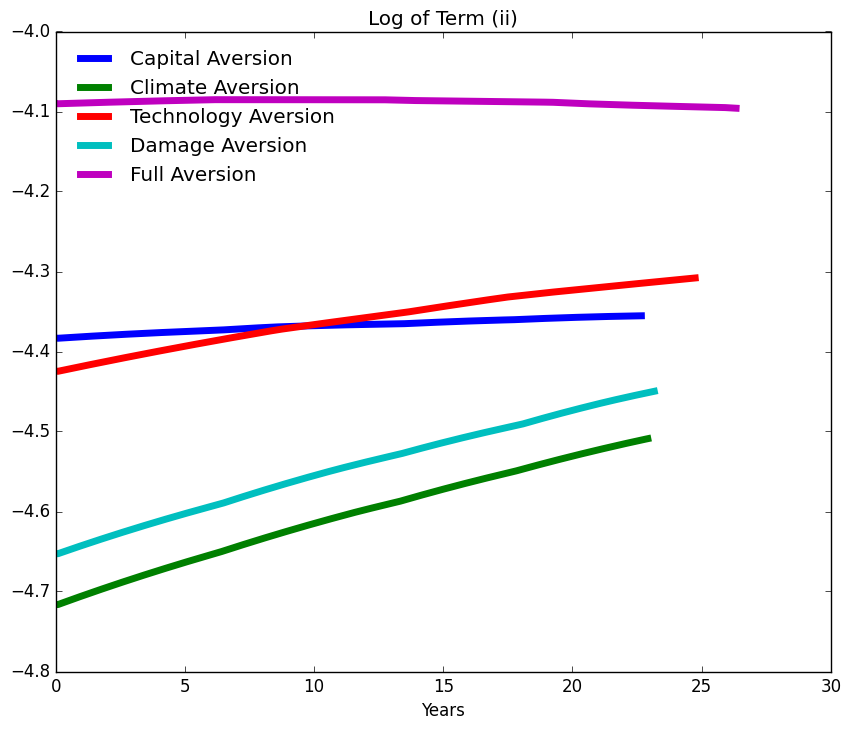 Log of Term (ii)
−4.0
−4.1
−4.2
−4.3
−4.4
−4.5
−4.6
−4.7
−4.8
Capital Aversion
Climate Aversion
Technology Aversion
Damage Aversion
Full Aversion
0 5 10 15 20 25 30
Years